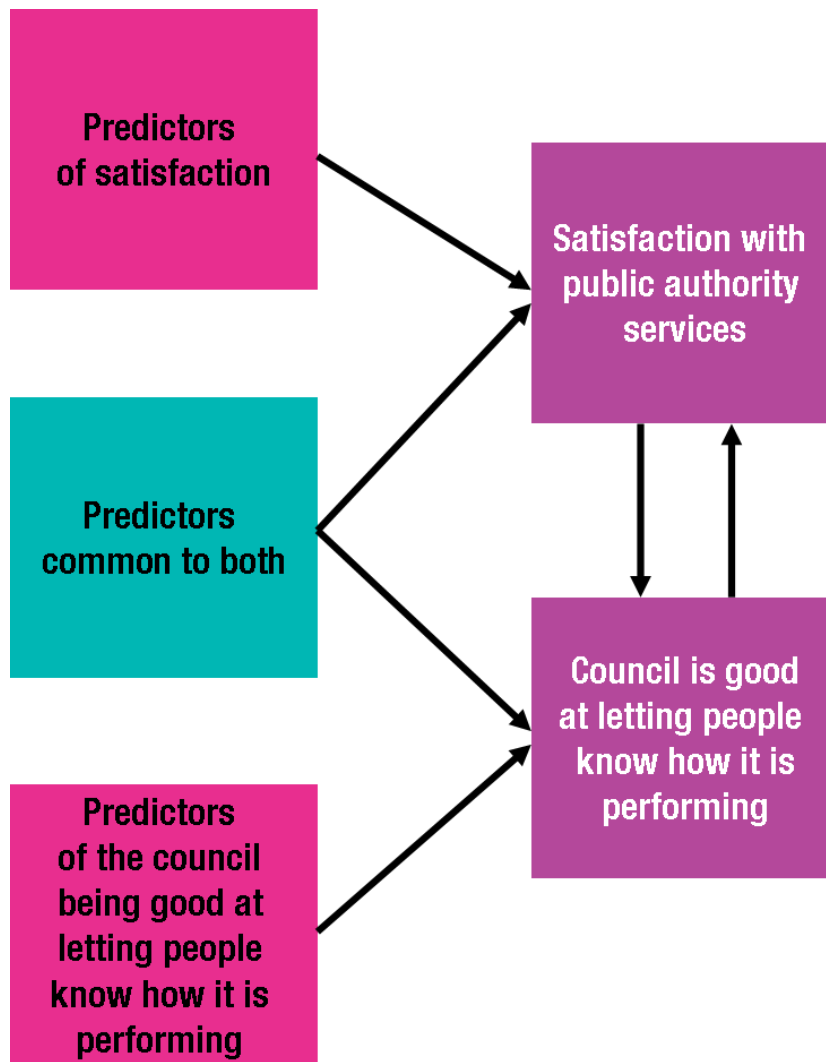 Predictors
of satisfaction
Satisfaction with
public authority
services
Predictors
common to both
Council is good
at letting people
know how it is
performing
Predictors
of the council
being good at
letting people
know how it is
performing